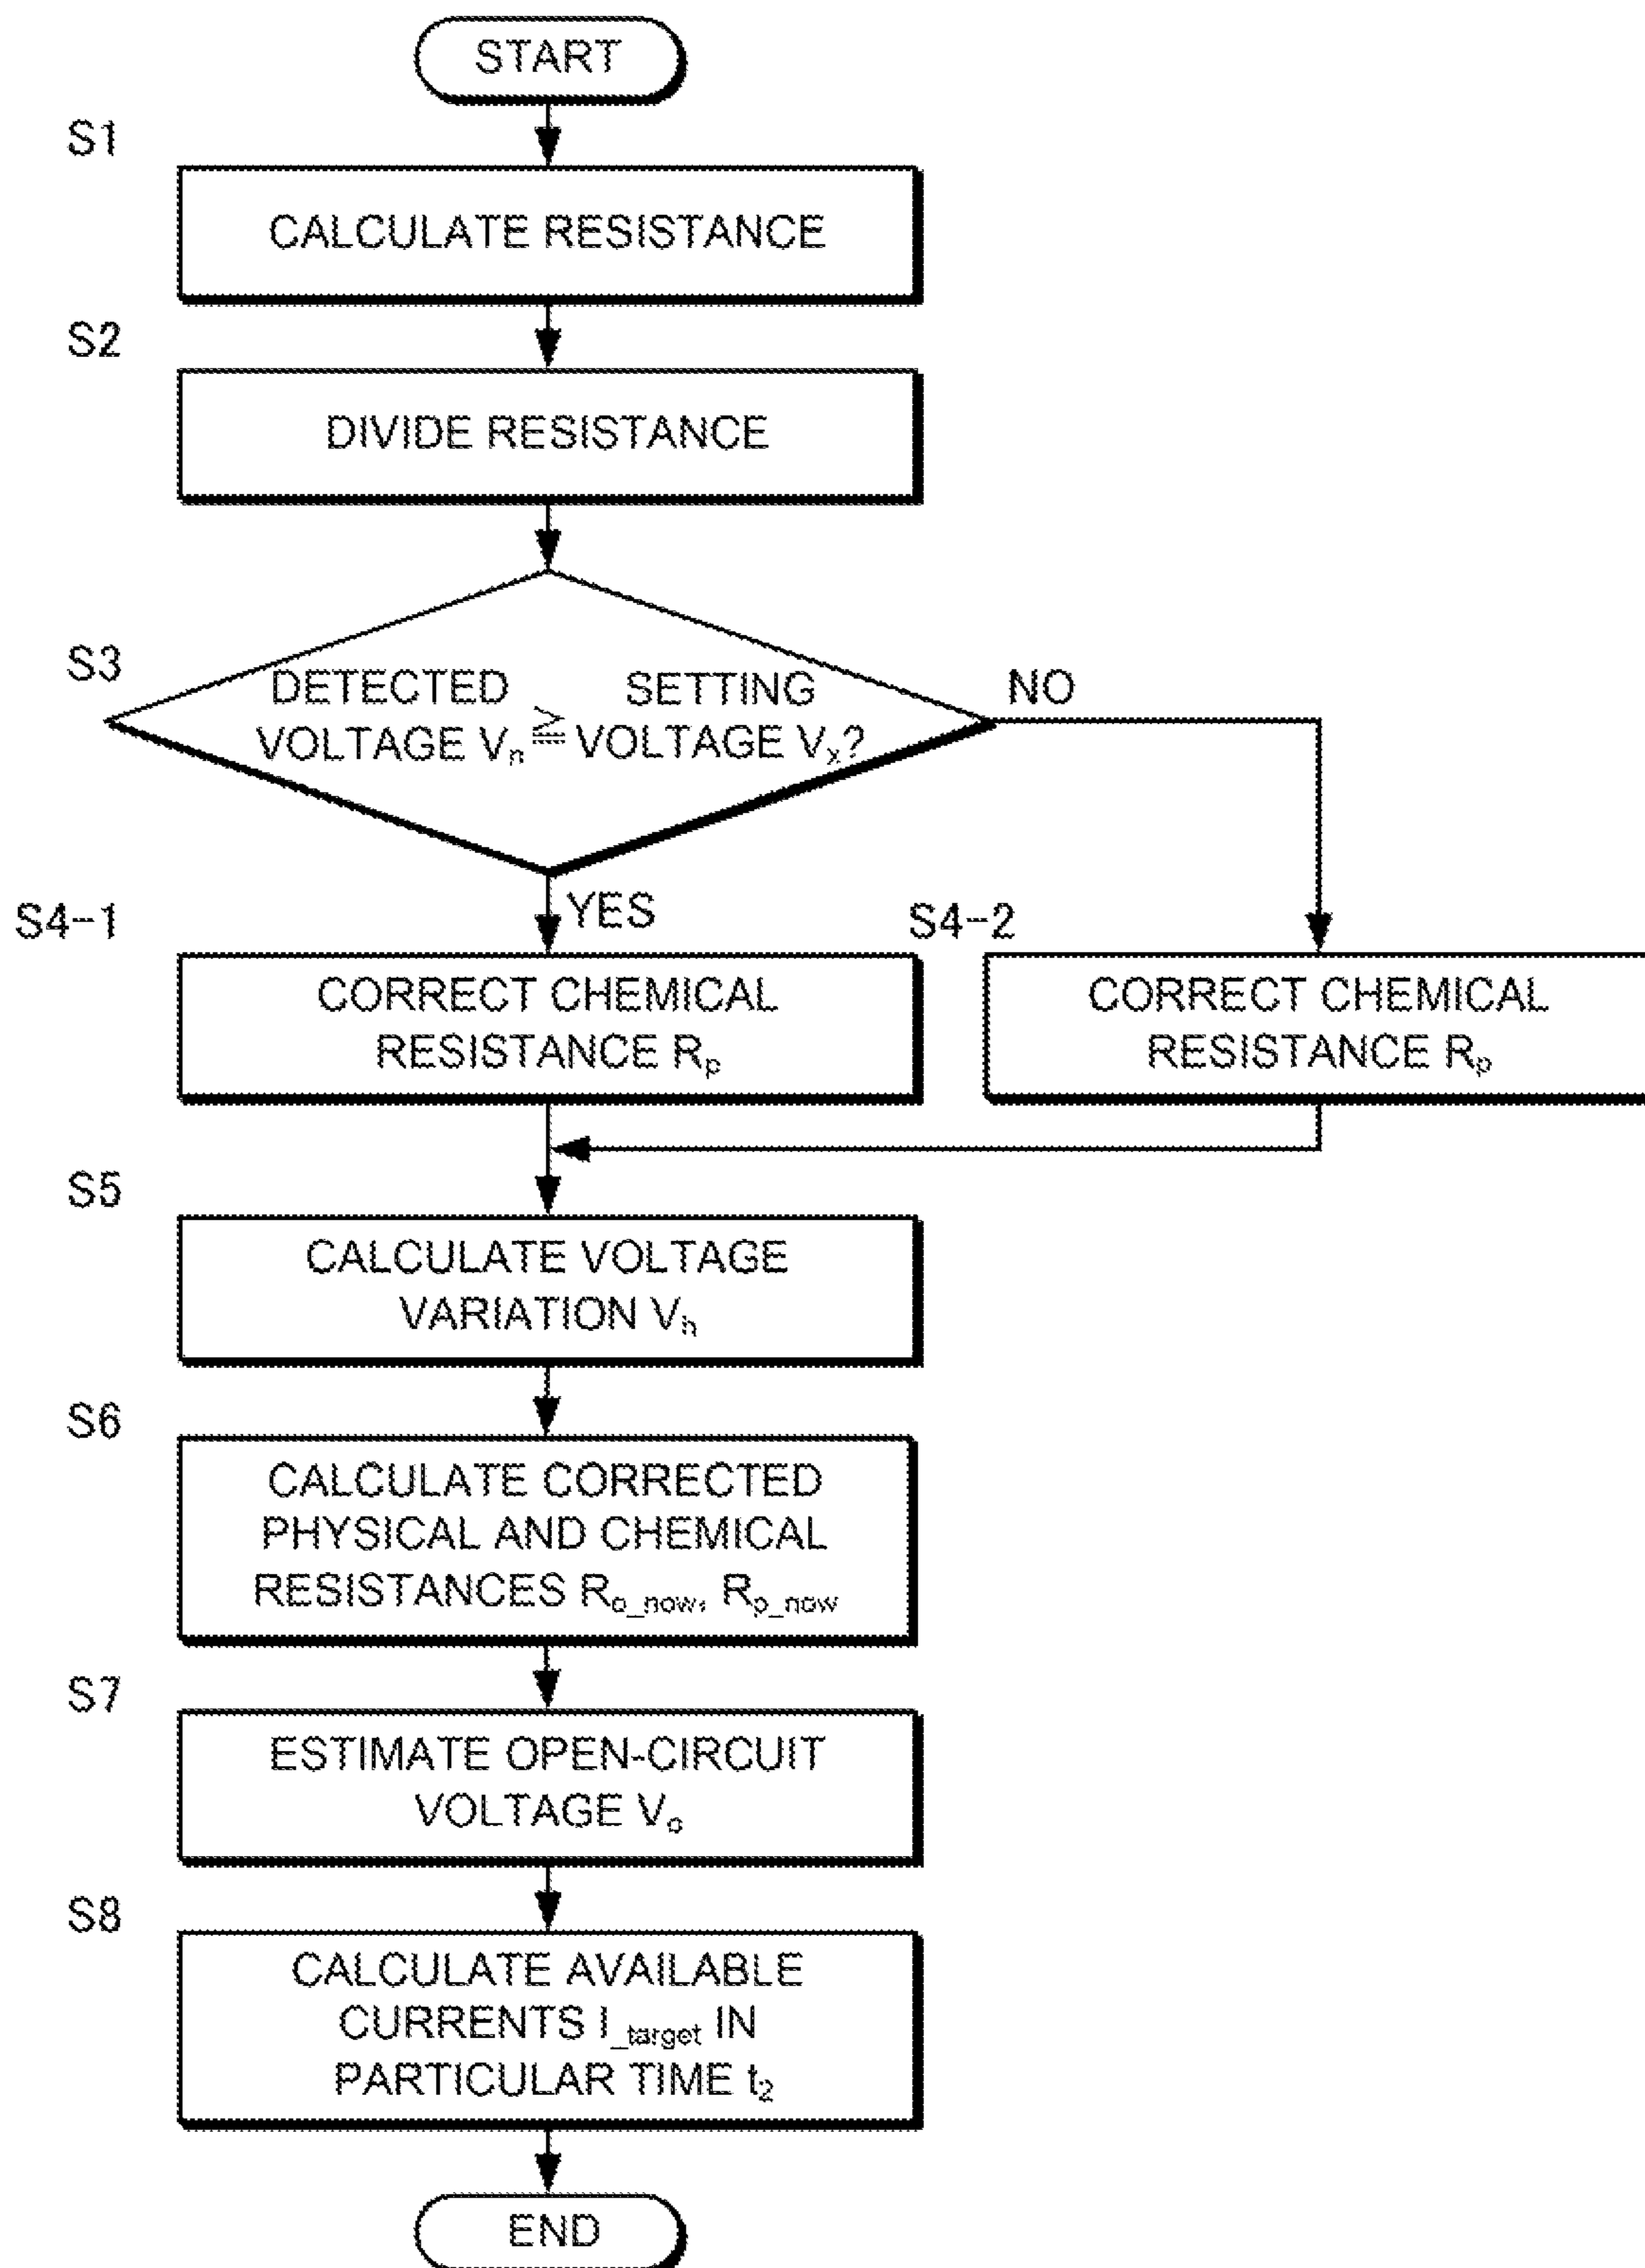 START
S1
CALCULATE RESISTANCE
S2
DIVIDE RESISTANCE
S3
DETECTED
VOLTAGE Vn
≧
SETTING
VOLTAGE Vx?
NO
YES
S4-1
CORRECT CHEMICAL
RESISTANCE Rp
S4-2
CORRECT CHEMICAL
RESISTANCE Rp
S5
CALCULATE VOLTAGE
VARIATION Vh
S6
CALCULATE CORRECTED
PHYSICAL AND CHEMICAL
RESISTANCES Ro_now, Rp_now
S7
ESTIMATE OPEN-CIRCUIT
VOLTAGE Vo
S8
CALCULATE AVAILABLE
CURRENTS I_target IN
PARTICULAR TIME t2
END